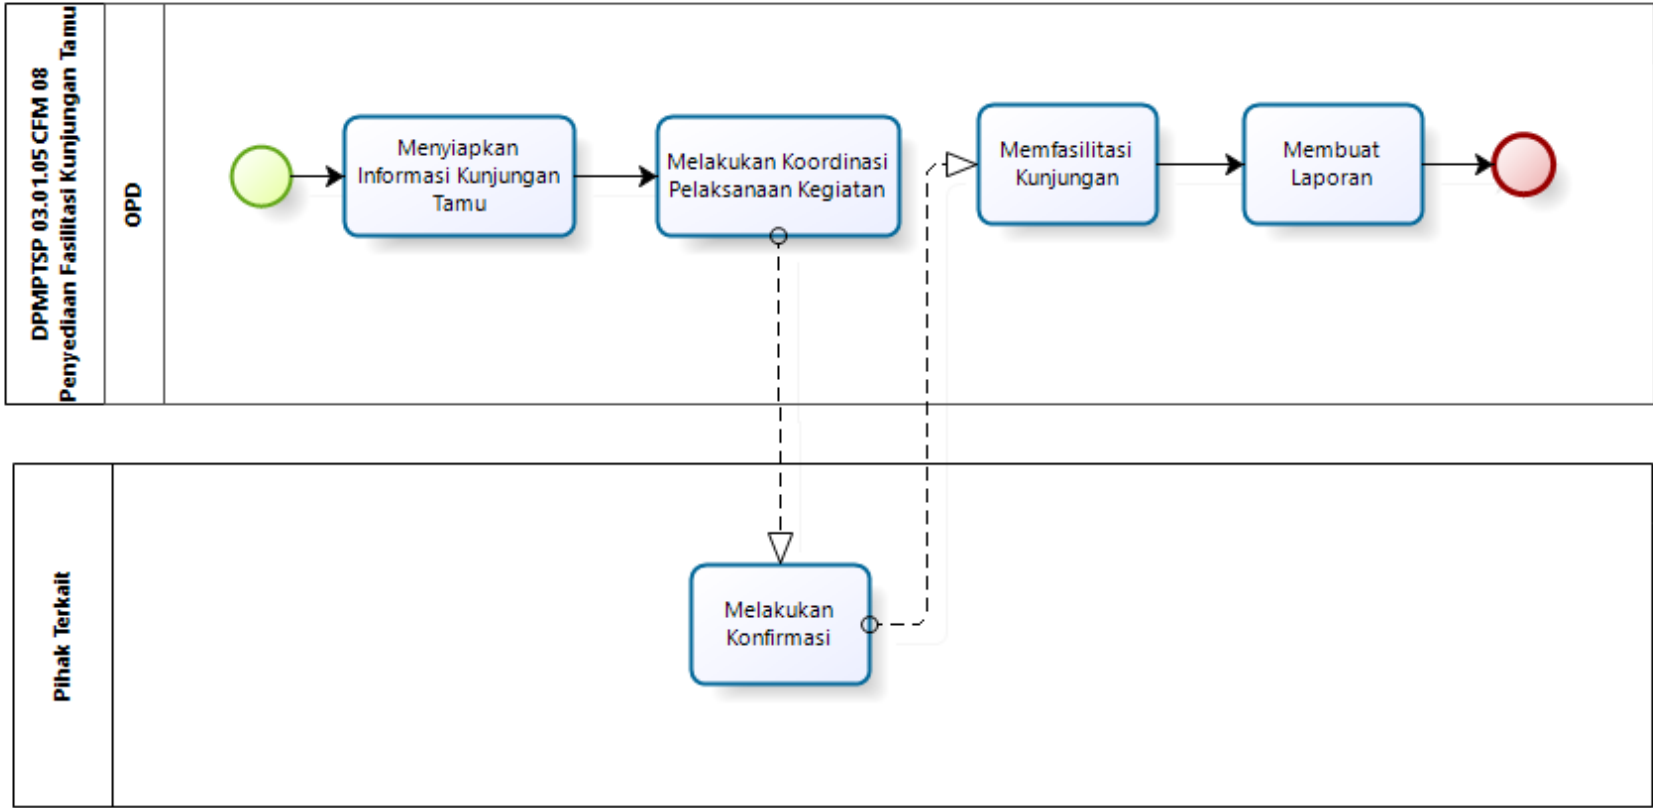 DPMPTSP 03.01.05 CFM 08
Penyediaan Fasilitasi Kunjungan Tamu
OPD
Menyiapkan
Informasi Kunjungan
Tamu
Melakukan Koordinasi
Pelaksanaan Kegiatan
Memfasilitasi
Kunjungan
Membuat
Laporan
Pihak Terkait
Melakukan
Konfirmasi